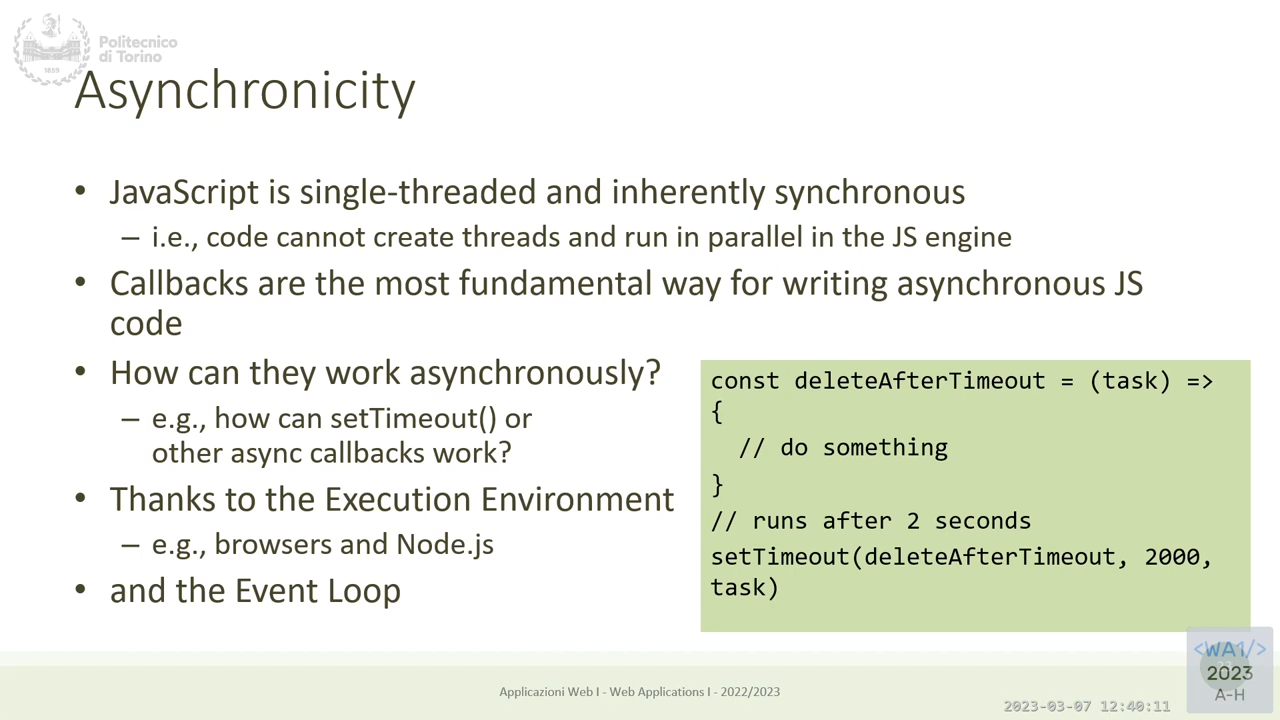 Politecnico
di Torino
1859
Asynchronicity
• JavaScript is single-threaded and inherently synchronous
– i.e., code cannot create threads and run in parallel in the JS engine
• Callbacks are the most fundamental way for writing asynchronous JS
code
• How can they work asynchronously?
– e.g., how can setTimeout() or
other async callbacks work?
• Thanks to the Execution Environment
– e.g., browsers and Node.js
• and the Event Loop
const deleteAfterTimeout = (task) =>
{
// do something
}
// runs after 2 seconds
setTimeout(deleteAfterTimeout, 2000,
task)
Applicazioni Web I - Web Applications I - 2022/2023
2023-03-07 12:40:11
<WA1/>
2023
A-H